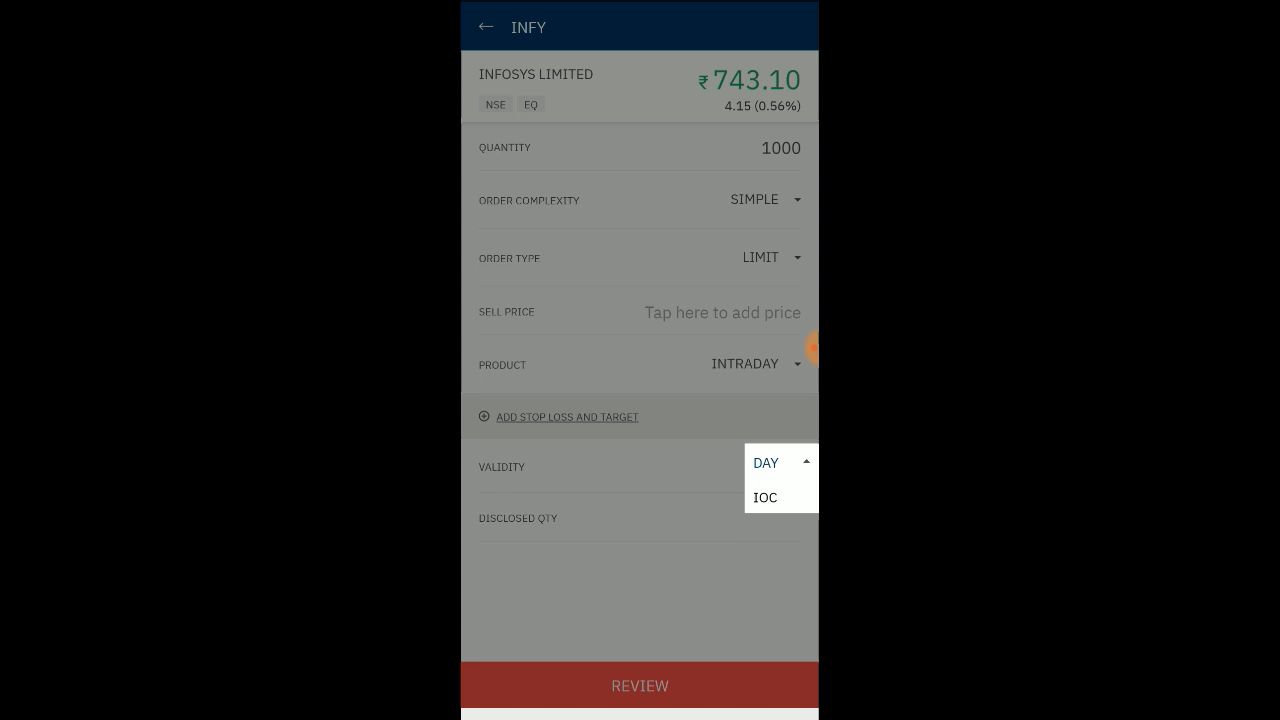 INFY
INFOSYS LIMITED
₹ 743.10
NSE EQ
4.15 (0.56%)
QUANTITY 1000
ORDER COMPLEXITY SIMPLE
ORDER TYPE LIMIT
SELL PRICE Tap here to add price
PRODUCT INTRADAY
ADD STOP LOSS AND TARGET
VALIDITY DAY
IOC
DISCLOSED QTY
REVIEW